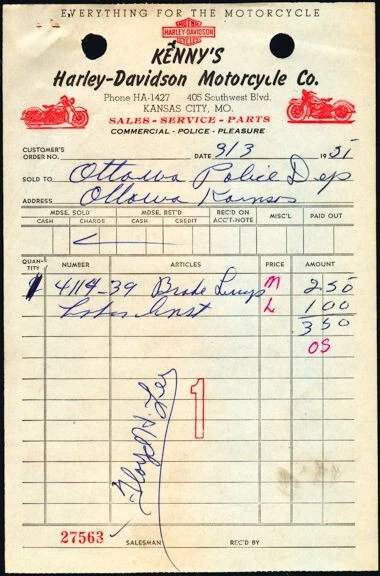 EVERYTHING FOR THE MOTORCYCLE
HARLEY-DAVIDSON
KENNY'S
Harley-Davidson Motorcycle Co.
Phone HA-1427 405 Southwest Blvd.
KANSAS CITY, MO.
SALES - SERVICE - PARTS
COMMERCIAL - POLICE - PLEASURE
CUSTOMER'S ORDER NO. DATE 9/3 1951
SOLD TO Ottawa Police Dep
ADDRESS Ottawa Kansas
MDSE. SOLD MDSE. RET'D REC'D ON ACCT-NOTE MISC'L PAID OUT
CASH CHARGE CASH CREDIT
QUANTITY NUMBER ARTICLES PRICE AMOUNT
1 4114-39 Brake M 2 50
Labor Inst L 1 00
3 50
OS
1
Floyd H.
27563 SALESMAN REC'D BY